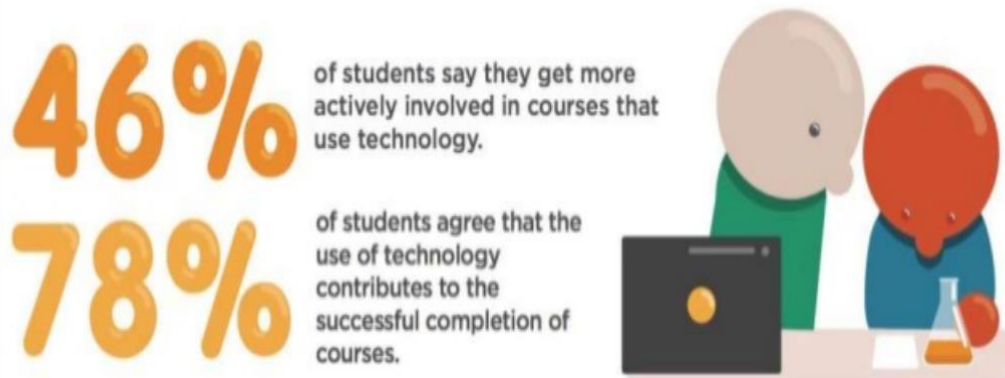 46%
of students say they get more
actively involved in courses that
use technology.
78%
of students agree that the
use of technology
contributes to the
successful completion of
courses.